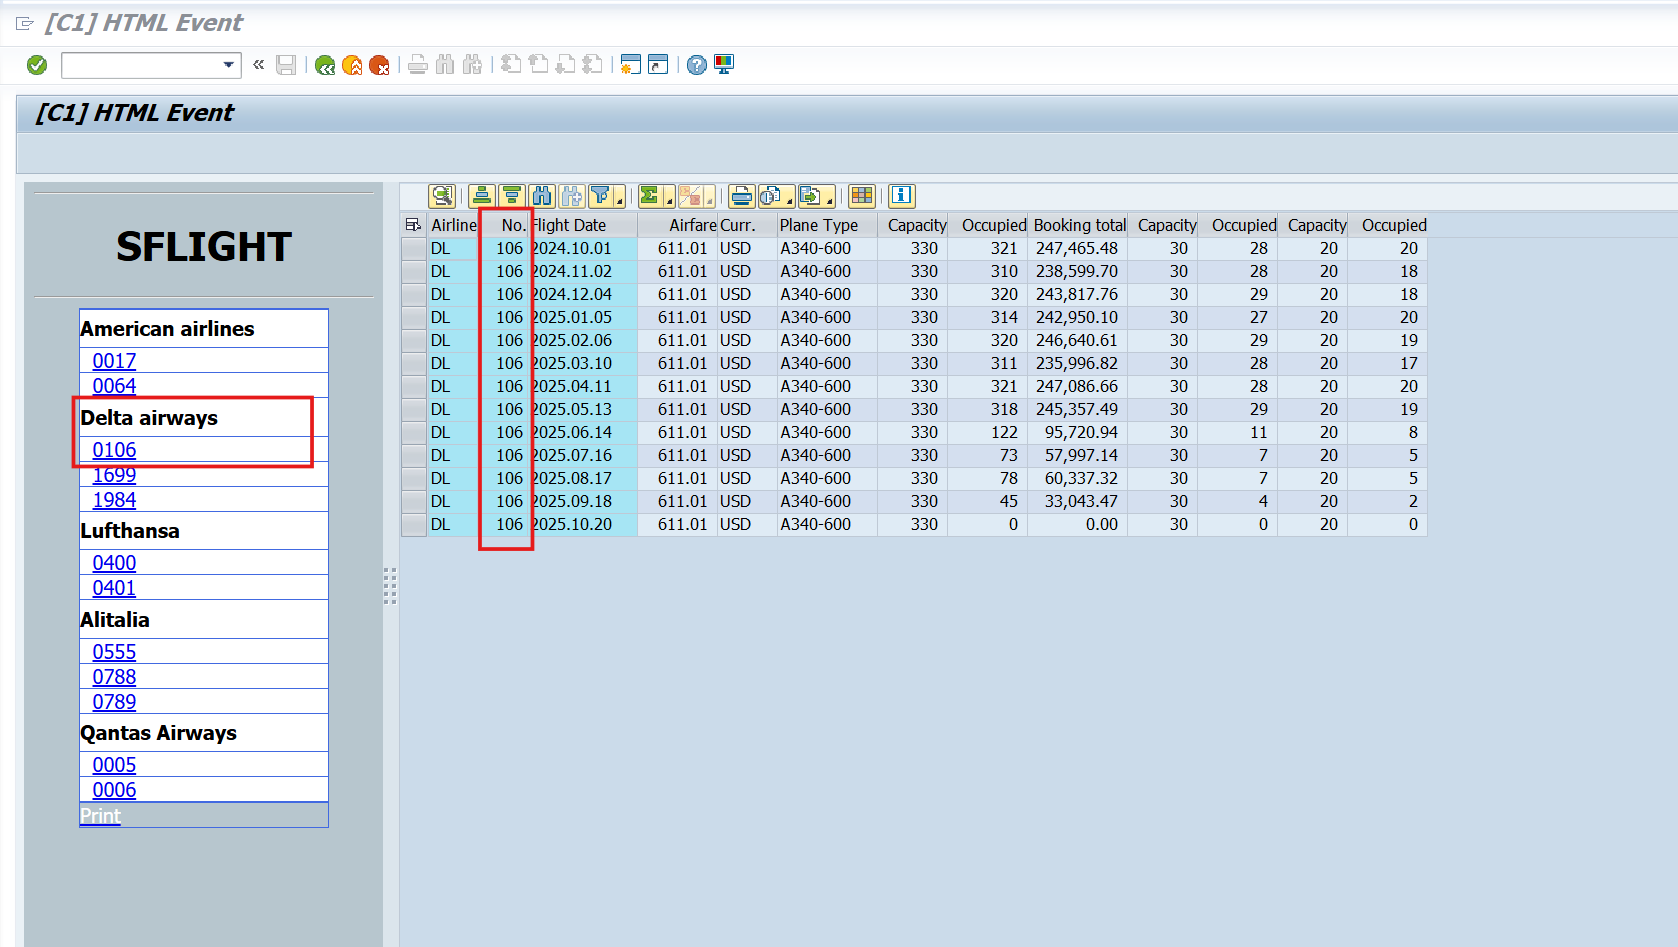 [C1] HTML Event
[C1] HTML Event
SFLIGHT
American airlines
0017
0064
Delta airways
0106
1699
1984
Lufthansa
0400
0401
Alitalia
0555
0788
0789
Qantas Airways
0005
0006
Print
Airline No. Flight Date Airfare Curr. Plane Type Capacity Occupied Booking total Capacity Occupied Capacity Occupied
DL 106 2024.10.01 611.01 USD A340-600 330 321 247,465.48 30 28 20 20
DL 106 2024.11.02 611.01 USD A340-600 330 310 238,599.70 30 28 20 18
DL 106 2024.12.04 611.01 USD A340-600 330 320 243,817.76 30 29 20 18
DL 106 2025.01.05 611.01 USD A340-600 330 314 242,950.10 30 27 20 20
DL 106 2025.02.06 611.01 USD A340-600 330 320 246,640.61 30 29 20 19
DL 106 2025.03.10 611.01 USD A340-600 330 311 235,996.82 30 28 20 17
DL 106 2025.04.11 611.01 USD A340-600 330 321 247,086.66 30 28 20 20
DL 106 2025.05.13 611.01 USD A340-600 330 318 245,357.49 30 29 20 19
DL 106 2025.06.14 611.01 USD A340-600 330 122 95,720.94 30 11 20 8
DL 106 2025.07.16 611.01 USD A340-600 330 73 57,997.14 30 7 20 5
DL 106 2025.08.17 611.01 USD A340-600 330 78 60,337.32 30 7 20 5
DL 106 2025.09.18 611.01 USD A340-600 330 45 33,043.47 30 4 20 2
DL 106 2025.10.20 611.01 USD A340-600 330 0 0.00 30 0 20 0